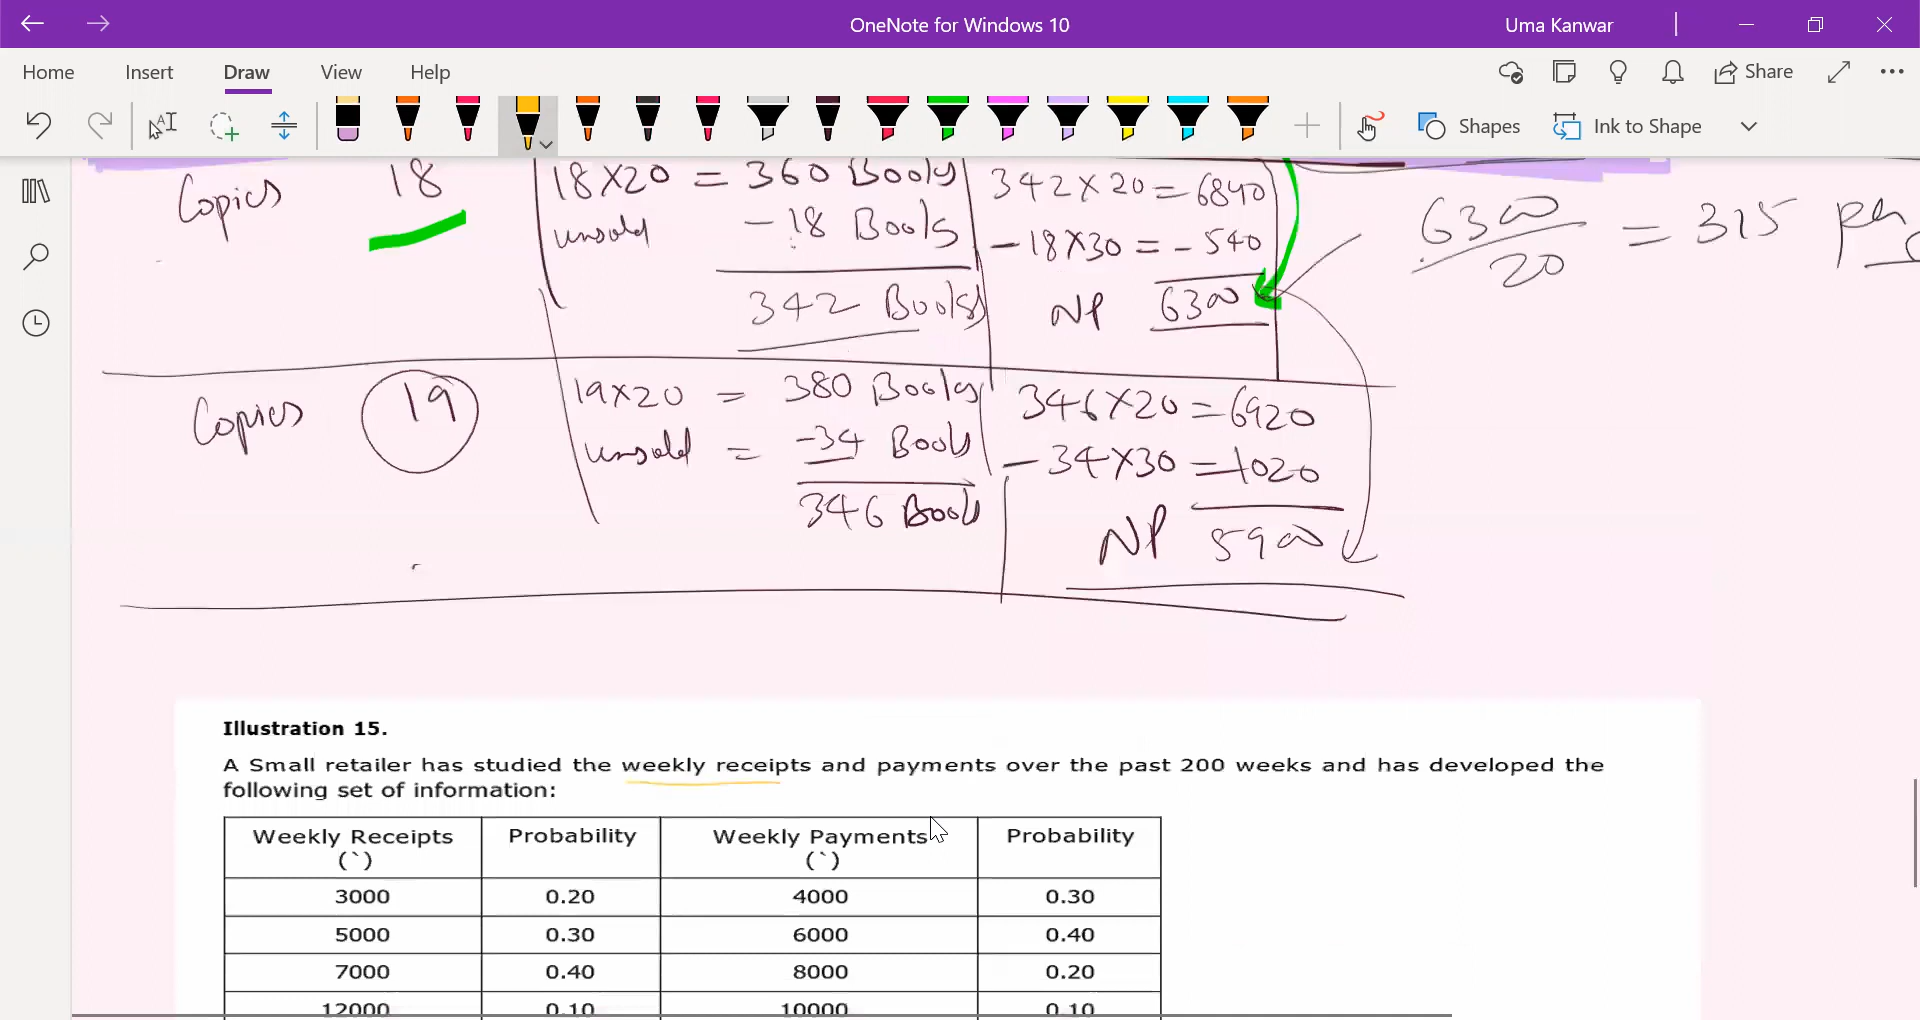 OneNote for Windows 10
Uma Kanwar
Home Insert Draw View Help
Share
Shapes
Ink to Shape
Copies 18
18X20 = 360 Books
unsold -18 Books
342 Books
342X20=6840
-18X30=-540
NP 6300
6300
20
= 315 per
Copies 19
19X20 = 380 Books
unsold = -34 Books
346 Books
346X20=6920
-34X30=-1020
NP 5900
Illustration 15.
A Small retailer has studied the weekly receipts and payments over the past 200 weeks and has developed the
following set of information:
Weekly Receipts
(`)
Probability
Weekly Payments
(`)
Probability
3000 0.20 4000 0.30
5000 0.30 6000 0.40
7000 0.40 8000 0.20
12000 0.10 10000 0.10